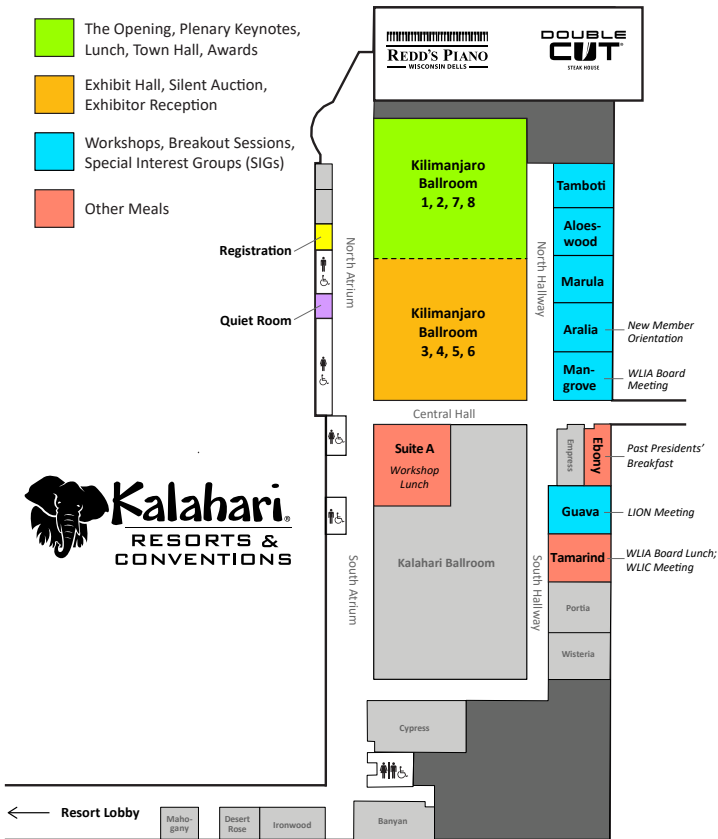 The Opening, Plenary Keynotes,
Lunch, Town Hall, Awards
Exhibit Hall, Silent Auction,
Exhibitor Reception
Workshops, Breakout Sessions,
Special Interest Groups (SIGs)
Other Meals
REDD'S PIANO
WISCONSIN DELLS
DOUBLE
CUT
STEAK HOUSE
Kilimanjaro
Ballroom
1, 2, 7, 8
Tamboti
Aloes-
wood
Marula
Aralia
New Member
Orientation
Man-
grove
WLIA Board
Meeting
Registration
North Atrium
North Hallway
Quiet Room
Kilimanjaro
Ballroom
3, 4, 5, 6
Central Hall
Suite A
Workshop
Lunch
Empress
Ebony
Past Presidents'
Breakfast
Kalahari®
RESORTS &
CONVENTIONS
Guava
LION Meeting
Kalahari Ballroom
Tamarind
WLIA Board Lunch;
WLIC Meeting
South Atrium
South Hallway
Portia
Wisteria
Cypress
Resort Lobby
Maho-
gany
Desert
Rose
Ironwood
Banyan